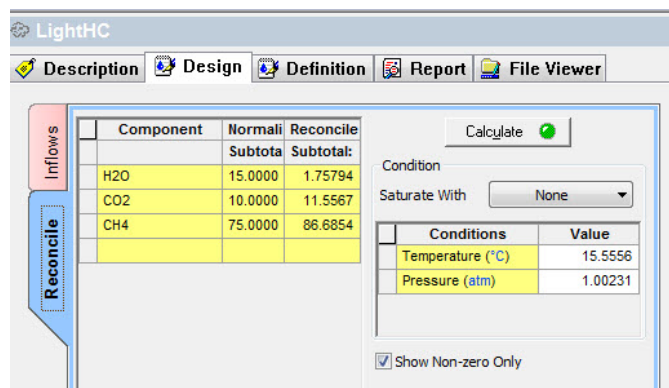 LightHC
Description Design Definition Report File Viewer
Inflows
Reconcile
Component Normali Reconcile
Subtota Subtotal:
H2O 15.0000 1.75794
CO2 10.0000 11.5567
CH4 75.0000 86.6854
Calculate
Condition
Saturate With None
Conditions Value
Temperature (°C) 15.5556
Pressure (atm) 1.00231
Show Non-zero Only